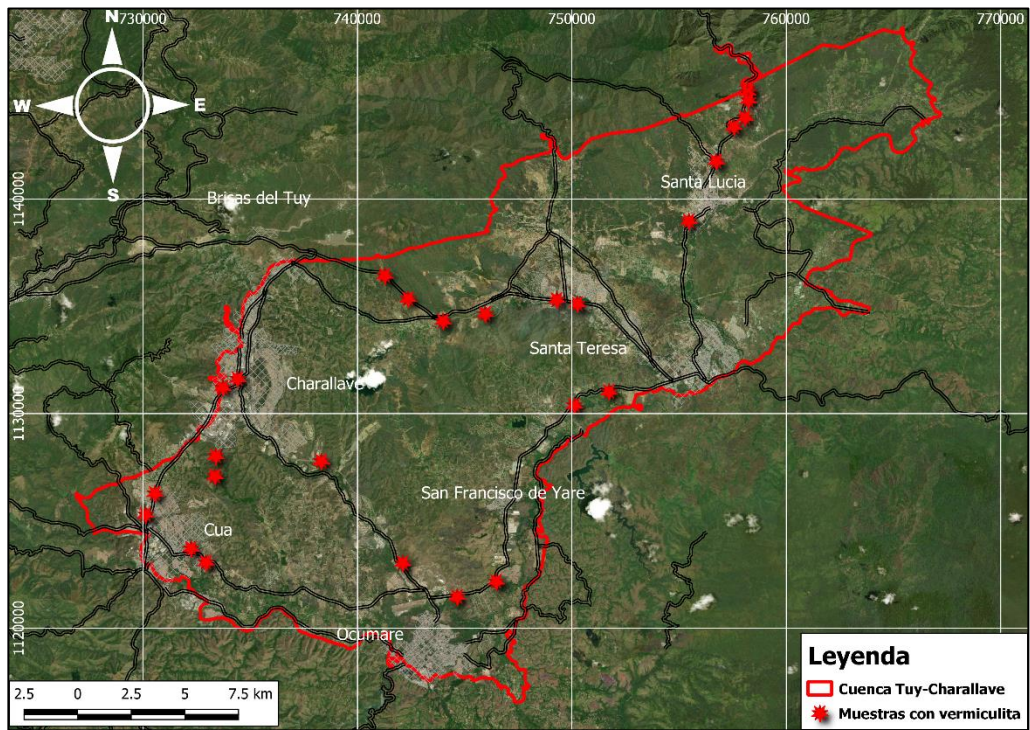 730000
740000
750000
760000
770000
N
W
E
S
1140000
1130000
1120000
Brisas del Tuy
Santa Lucia
Santa Teresa
Charallave
San Francisco de Yare
Cua
Ocumare
2.5 0 2.5 5 7.5 km
Leyenda
Cuenca Tuy-Charallave
Muestras con vermiculita